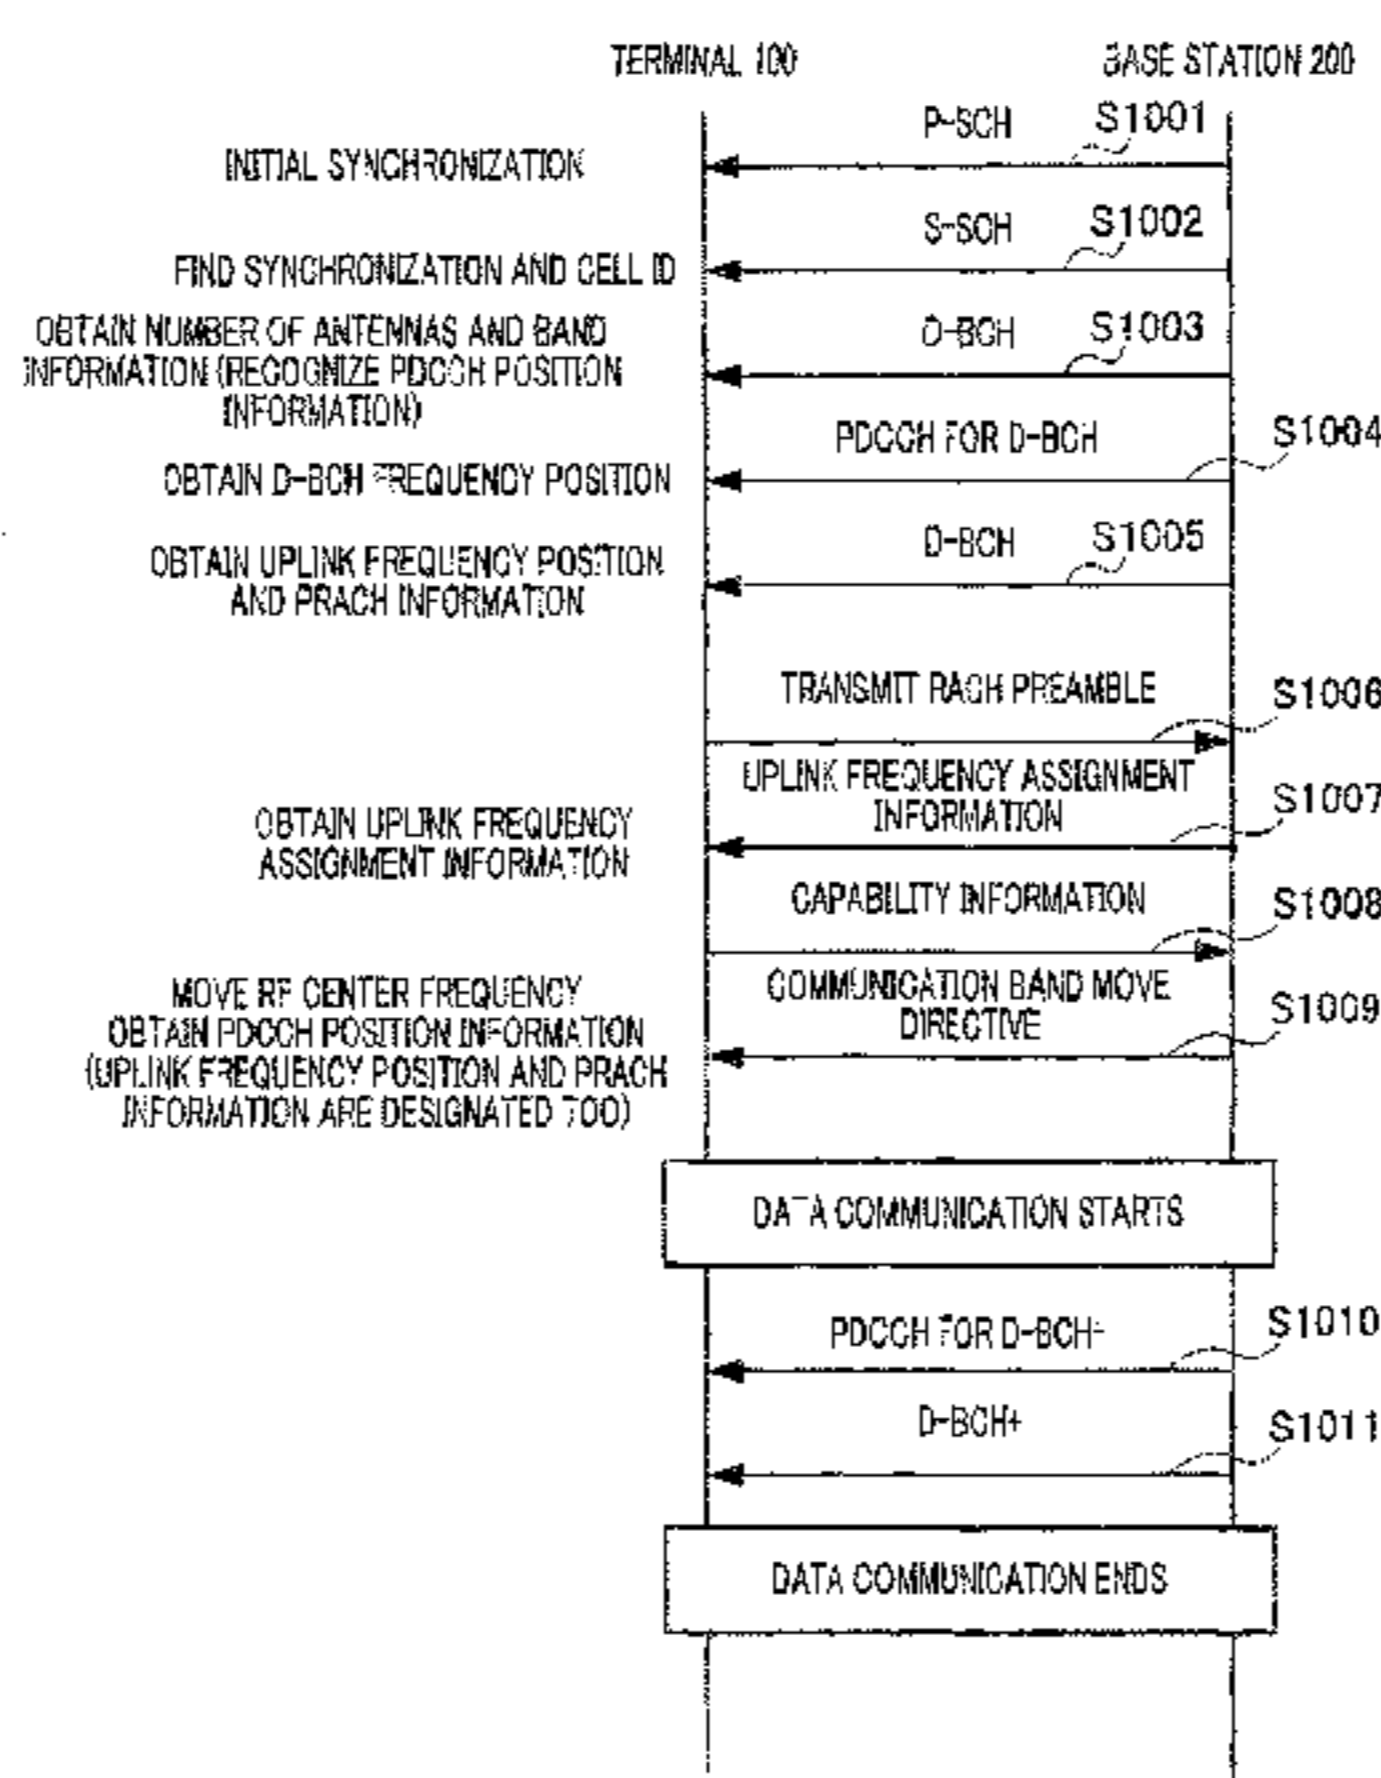 TERMINAL 100
BASE STATION 200
P-SCH
S1001
INITIAL SYNCHRONIZATION
S-SCH
S1002
FIND SYNCHRONIZATION AND CELL ID
OBTAIN NUMBER OF ANTENNAS AND BAND
INFORMATION (RECOGNIZE PDCCH POSITION
INFORMATION)
S1003
PDCCH FOR D-BCH
S1004
OBTAIN D-BCH FREQUENCY POSITION
D-BCH
S1005
OBTAIN UPLINK FREQUENCY POSITION
AND PRACH INFORMATION
TRANSMIT RACH PREAMBLE
S1006
UPLINK FREQUENCY ASSIGNMENT
INFORMATION
S1007
OBTAIN UPLINK FREQUENCY
ASSIGNMENT INFORMATION
CAPABILITY INFORMATION
S1008
COMMUNICATION BAND MOVE
DIRECTIVE
S1009
MOVE RF CENTER FREQUENCY
OBTAIN PDCCH POSITION INFORMATION
(UPLINK FREQUENCY POSITION AND PRACH
INFORMATION ARE DESIGNATED TOO)
DATA COMMUNICATION STARTS
PDCCH FOR D-BCH+
S1010
D-BCH+
S1011
DATA COMMUNICATION ENDS